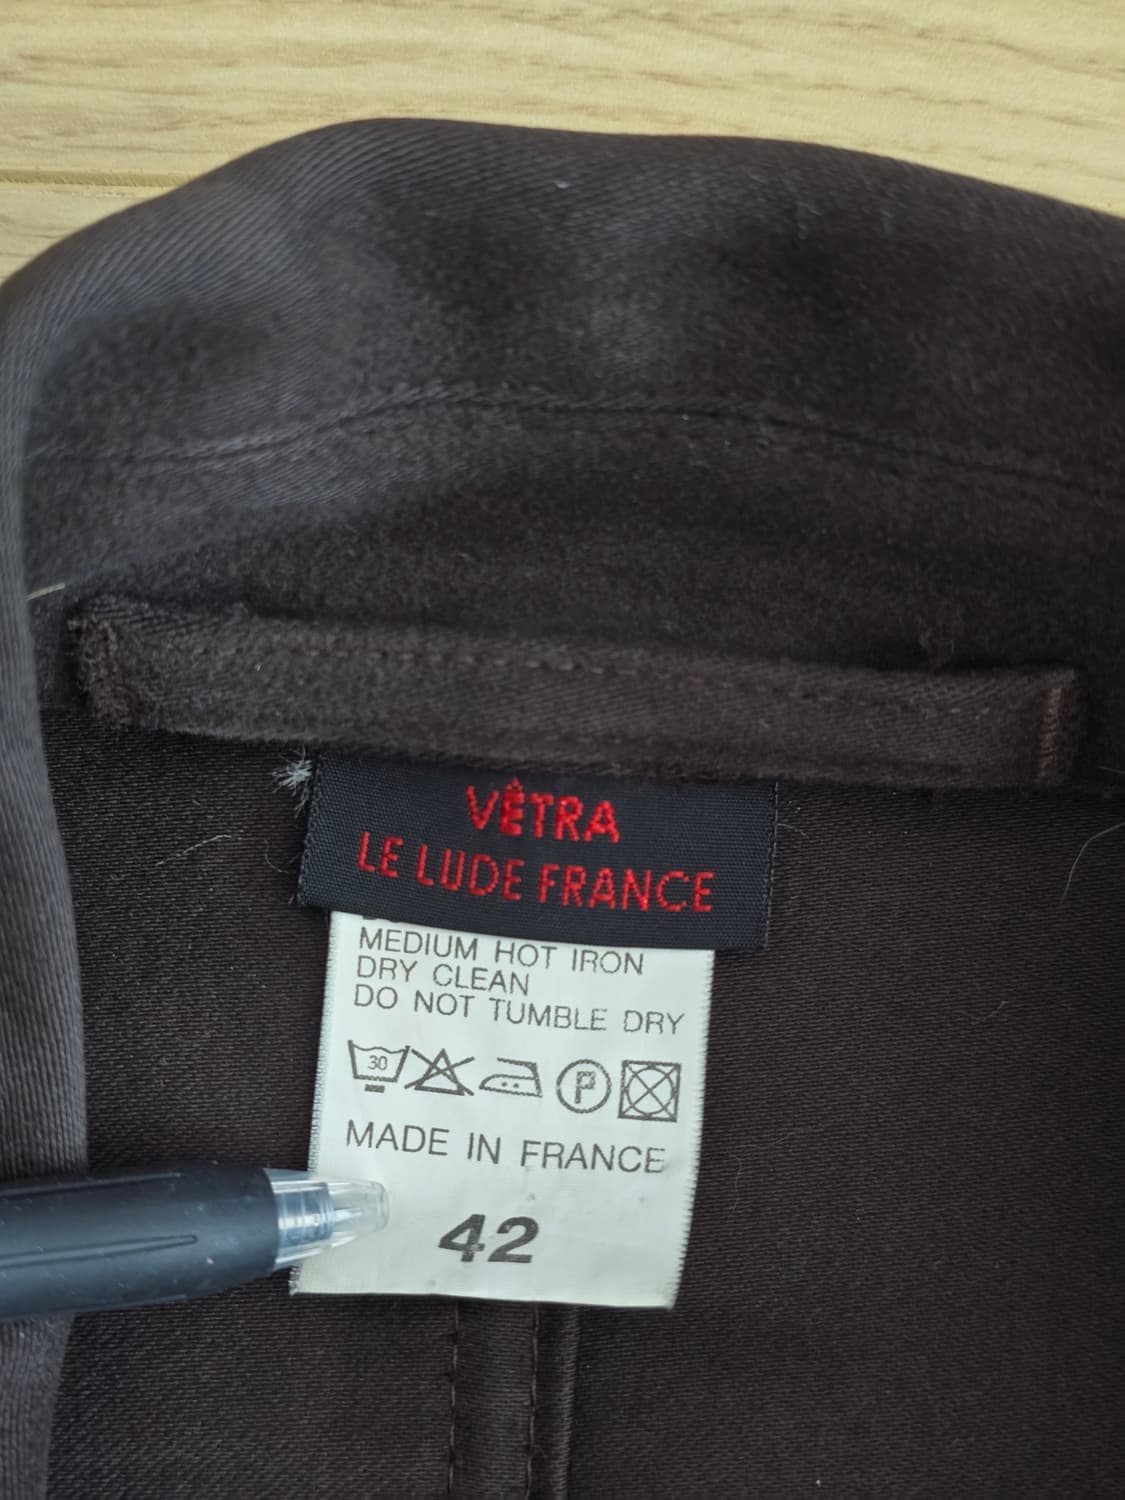 VÊTRA
LE LUDE FRANCE
MEDIUM HOT IRON
DRY CLEAN
DO NOT TUMBLE DRY
30
P
MADE IN FRANCE
42